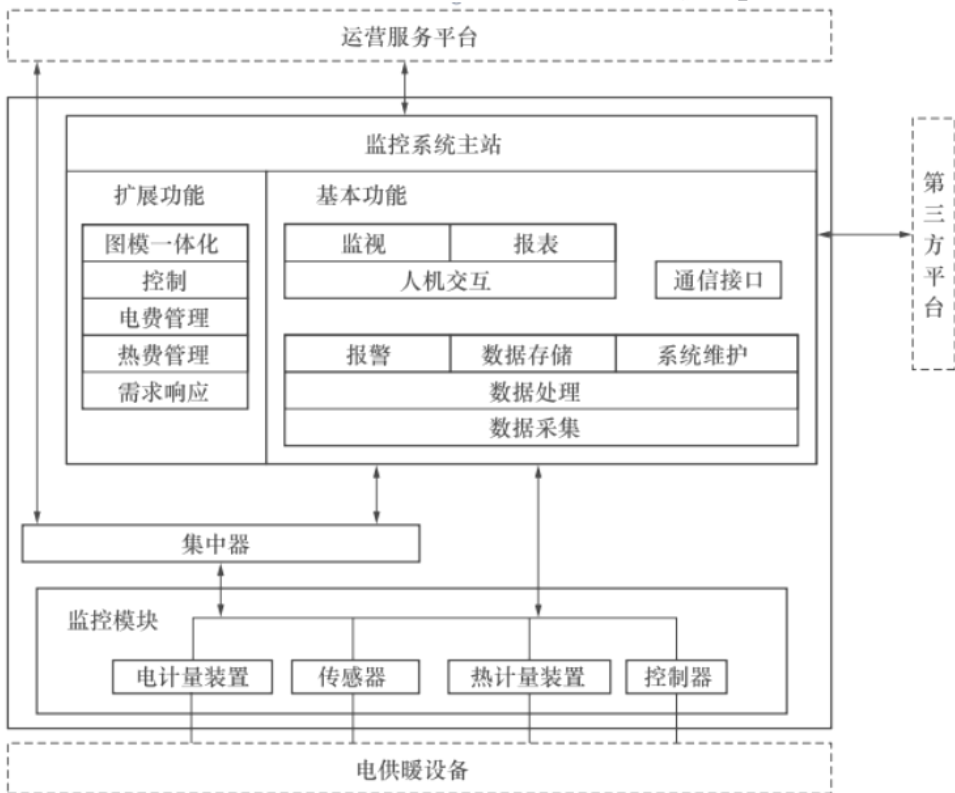 运营服务平台
监控系统主站
扩展功能
图模一体化
控制
电费管理
热费管理
需求响应
基本功能
监视 报表
人机交互
通信接口
报警 数据存储 系统维护
数据处理
数据采集
第三方平台
集中器
监控模块
电计量装置 传感器 热计量装置 控制器
电供暖设备